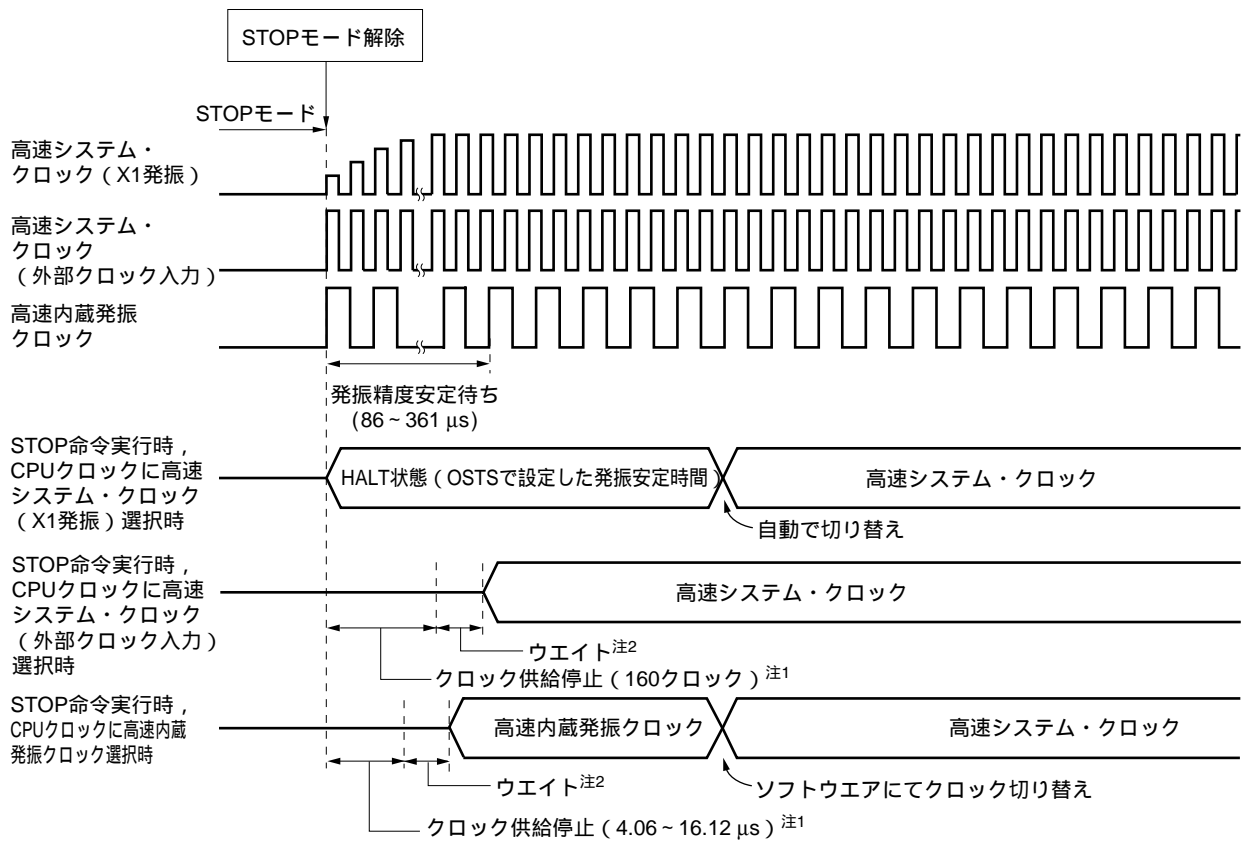 STOPモード解除
STOPモード
高速システム・
クロック（X1発振）
高速システム・
クロック
（外部クロック入力）
高速内蔵発振
クロック
発振精度安定待ち
(86～361 μs)
STOP命令実行時，
CPUクロックに高速
システム・クロック
（X1発振）選択時
HALT状態（OSTSで設定した発振安定時間）
高速システム・クロック
自動で切り替え
STOP命令実行時，
CPUクロックに高速
システム・クロック
（外部クロック入力）
選択時
高速システム・クロック
ウエイト注2
クロック供給停止（160クロック）注1
STOP命令実行時，
CPUクロックに高速内蔵
発振クロック選択時
高速内蔵発振クロック
高速システム・クロック
ウエイト注2
ソフトウエアにてクロック切り替え
クロック供給停止（4.06～16.12 μs）注1